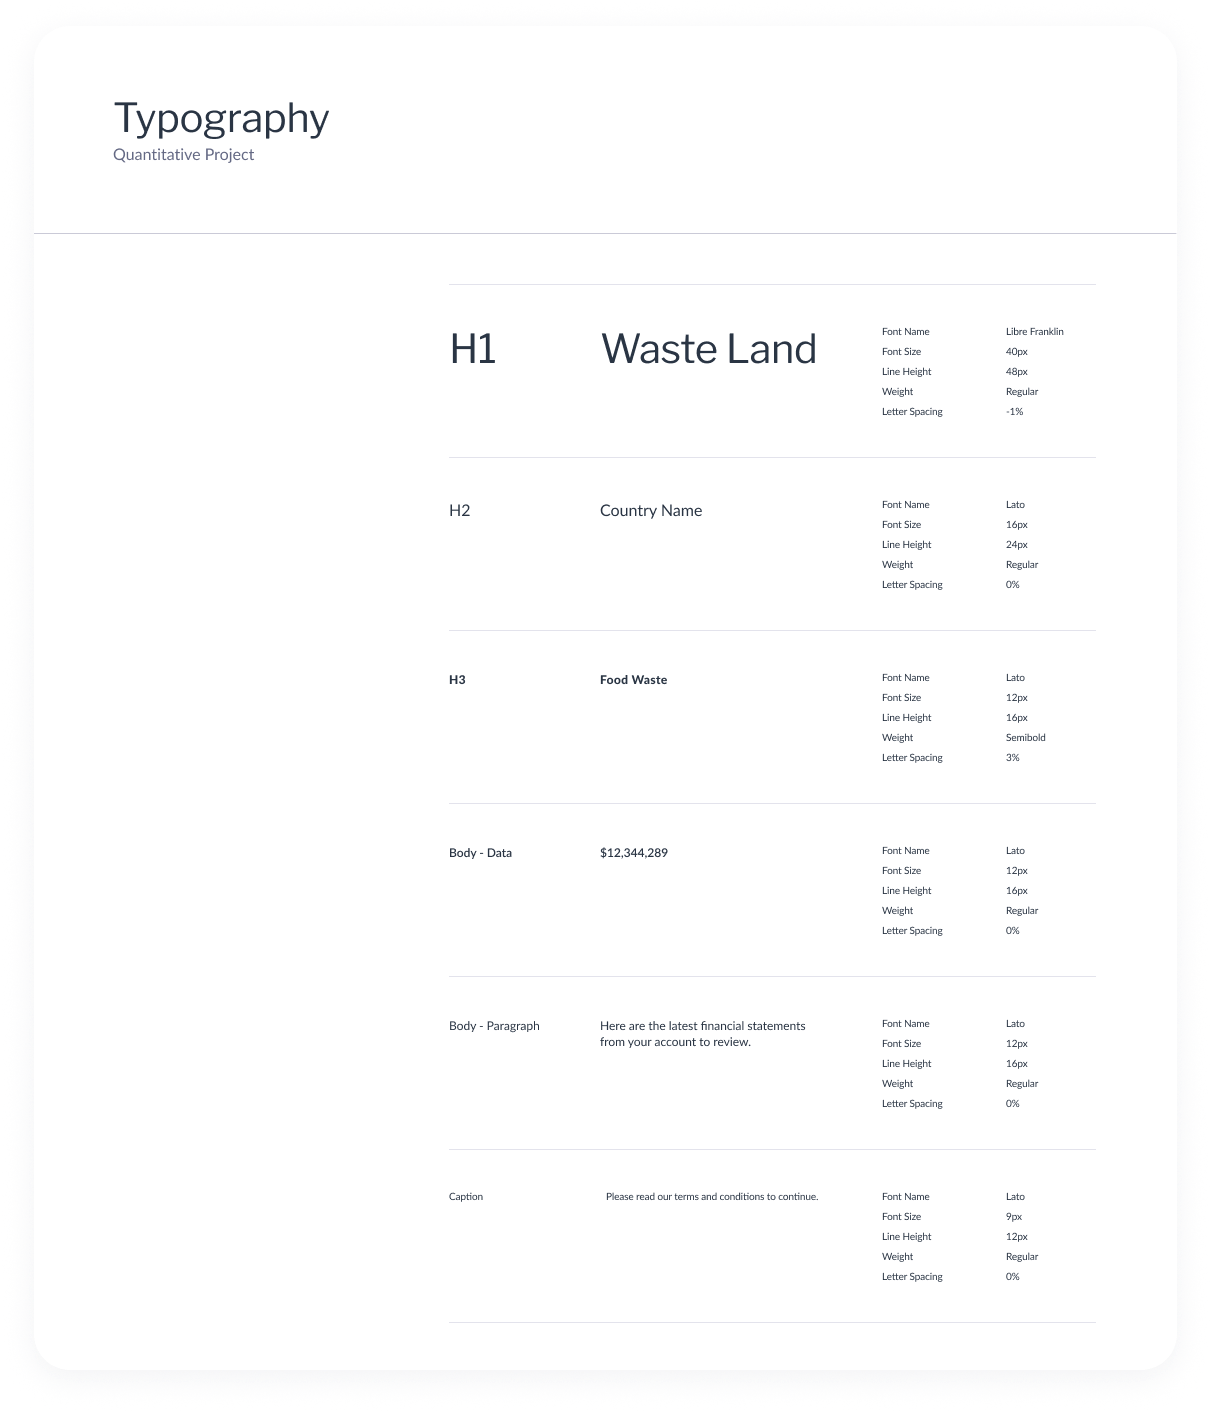 Typography
Quantitative Project
H1
Waste Land
Font Name Libre Franklin
Font Size 40px
Line Height 48px
Weight Regular
Letter Spacing -1%
H2
Country Name
Font Name Lato
Font Size 16px
Line Height 24px
Weight Regular
Letter Spacing 0%
H3
Food Waste
Font Name Lato
Font Size 12px
Line Height 16px
Weight Semibold
Letter Spacing 3%
Body - Data
$12,344,289
Font Name Lato
Font Size 12px
Line Height 16px
Weight Regular
Letter Spacing 0%
Body - Paragraph
Here are the latest financial statements
from your account to review.
Font Name Lato
Font Size 12px
Line Height 16px
Weight Regular
Letter Spacing 0%
Caption
Please read our terms and conditions to continue.
Font Name Lato
Font Size 9px
Line Height 12px
Weight Regular
Letter Spacing 0%